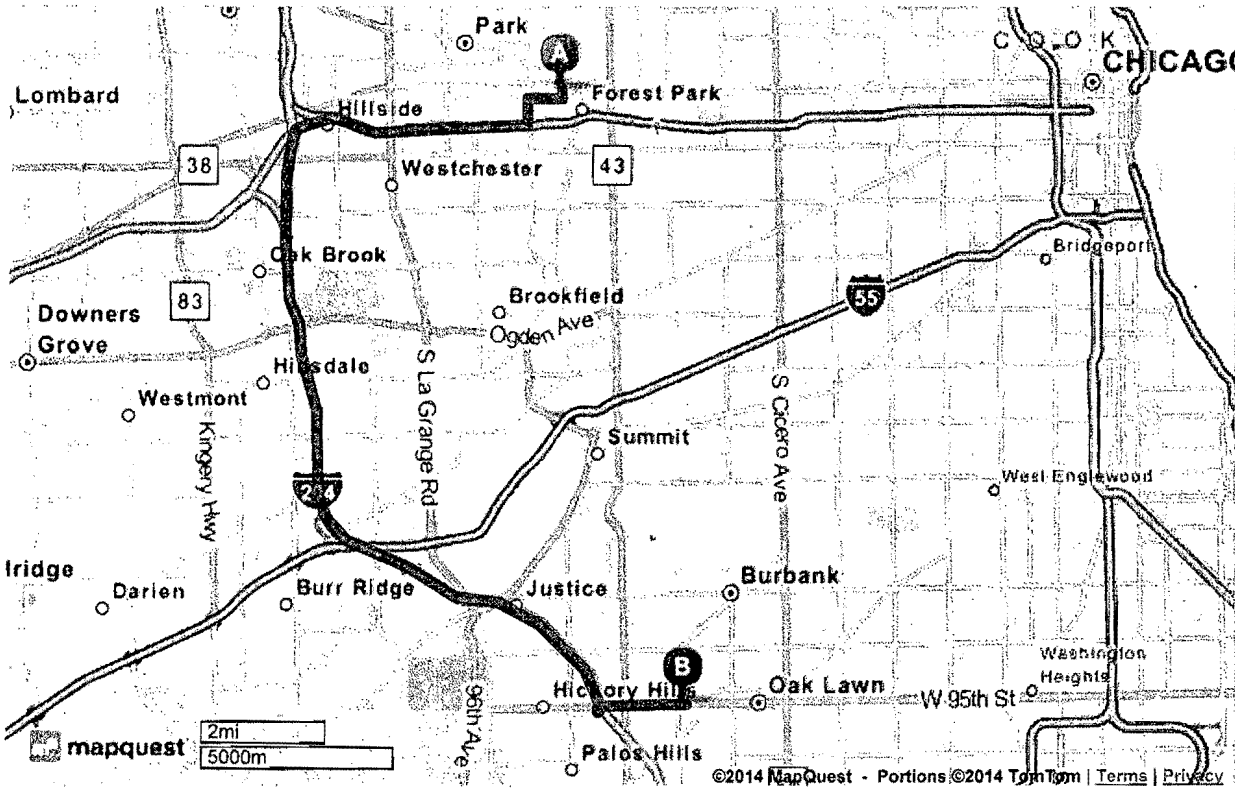 Park
A
C O O K
CHICAGO
Lombard
Hillside
Forest Park
38
Westchester
43
Oak Brook
Bridgeport
83
Brookfield
55
Downers
Grove
Ogden Ave
Hinsdale
S La Grange Rd
S Cicero Ave
Westmont
Kingery Hwy
Summit
West Englewood
294
lridge
Darien
Burr Ridge
Justice
Burbank
B
Washington
Heights
Hickory Hills
Oak Lawn
W 95th St
96th Ave
2mi
mapquest
5000m
Palos Hills
©2014 MapQuest - Portions ©2014 TomTom | Terms | Privacy